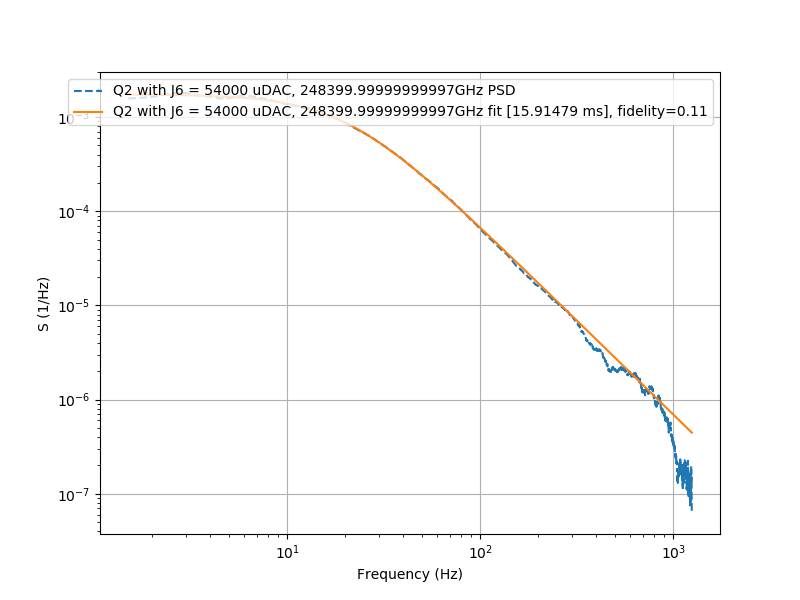 Q2 with J6 = 54000 uDAC, 248399.99999999997GHz PSD
Q2 with J6 = 54000 uDAC, 248399.99999999997GHz fit [15.91479 ms], fidelity=0.11
10⁻³
10⁻⁴
10⁻⁵
10⁻⁶
10⁻⁷
S (1/Hz)
10¹ 10² 10³
Frequency (Hz)